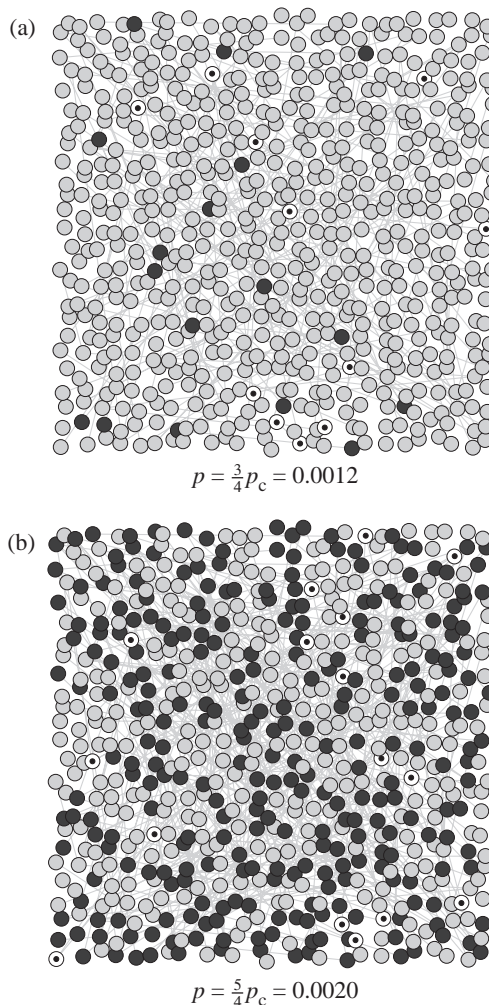 (a)
p = 3/4 p_c = 0.0012
(b)
p = 5/4 p_c = 0.0020